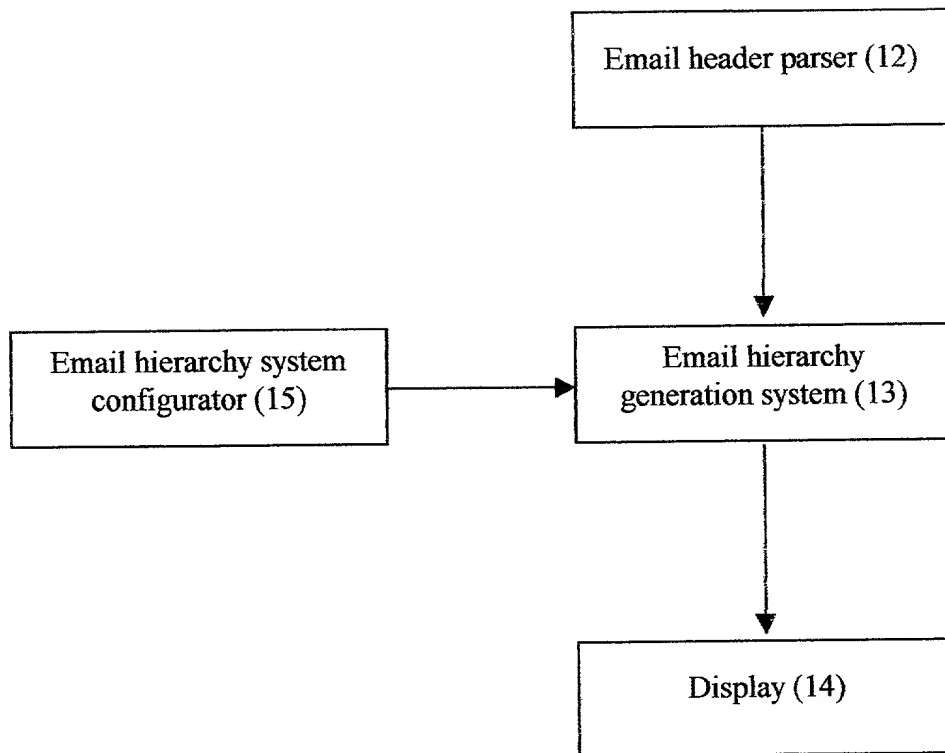 Email header parser (12)
Email hierarchy system
configurator (15)
Email hierarchy
generation system (13)
Display (14)